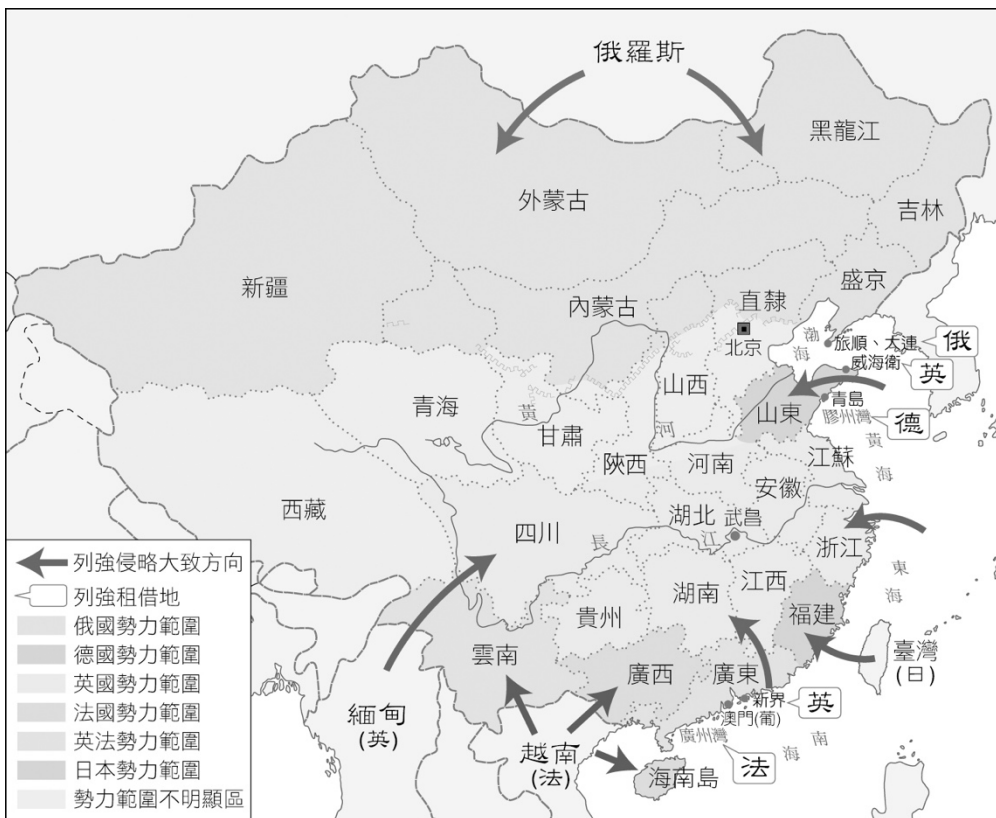 俄羅斯
黑龍江
外蒙古
吉林
新疆
盛京
內蒙古
直隸
北京
渤海
旅順、大連
俄
威海衛
英
山西
青海
黃
河
山東
青島
膠州灣
德
黃海
甘肅
陝西
河南
江蘇
安徽
西藏
四川
湖北
武昌
長
江
浙江
東海
江西
湖南
貴州
福建
雲南
廣西
廣東
臺灣
(日)
新界
英
澳門(葡)
緬甸
(英)
越南
(法)
廣州灣
法
南海
海南島
列強侵略大致方向
列強租借地
俄國勢力範圍
德國勢力範圍
英國勢力範圍
法國勢力範圍
英法勢力範圍
日本勢力範圍
勢力範圍不明顯區